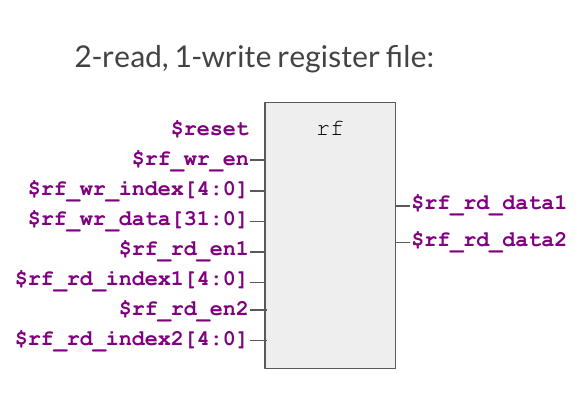 2-read, 1-write register file:
$reset
rf
$rf_wr_en
$rf_wr_index[4:0]
$rf_wr_data[31:0]
$rf_rd_en1
$rf_rd_index1[4:0]
$rf_rd_en2
$rf_rd_index2[4:0]
$rf_rd_data1
$rf_rd_data2